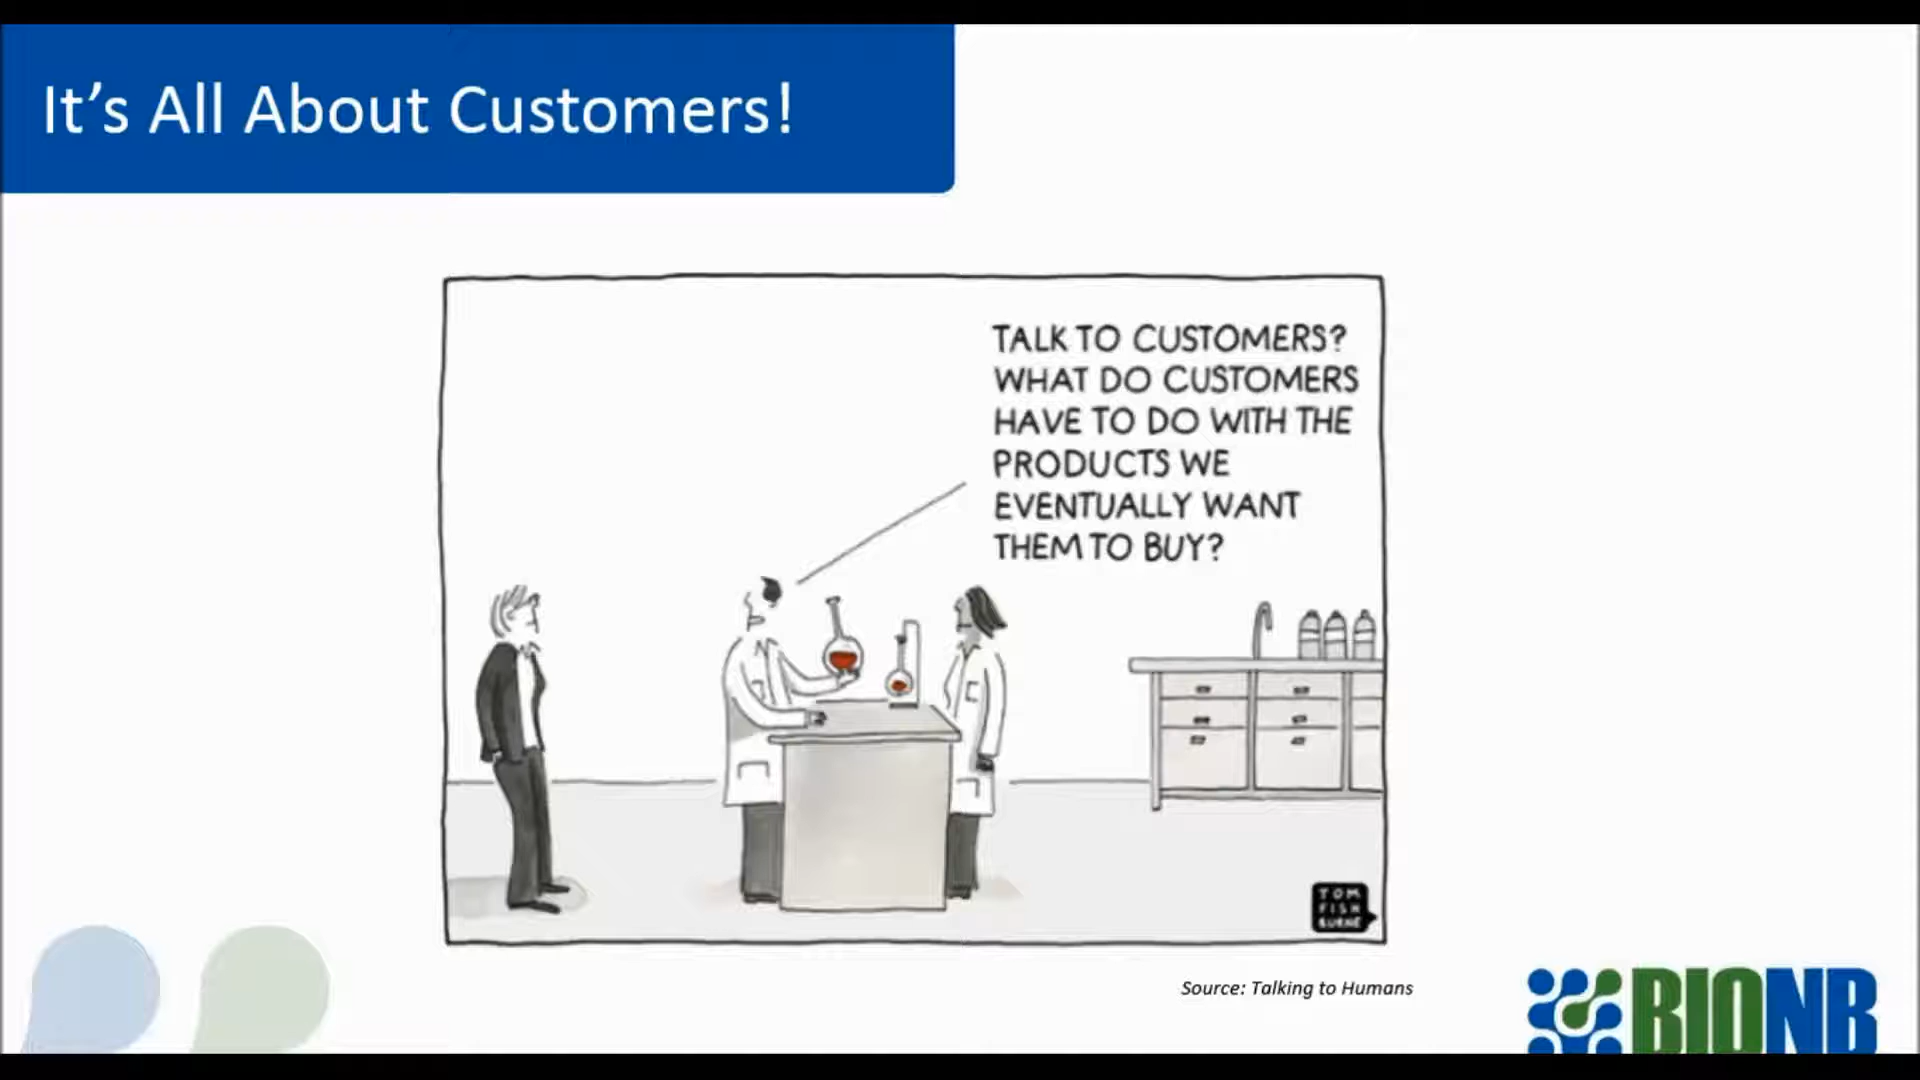 It's All About Customers!
TALK TO CUSTOMERS?
WHAT DO CUSTOMERS
HAVE TO DO WITH THE
PRODUCTS WE
EVENTUALLY WANT
THEM TO BUY?
TOM
FISH
BURNE
Source: Talking to Humans
BIONB